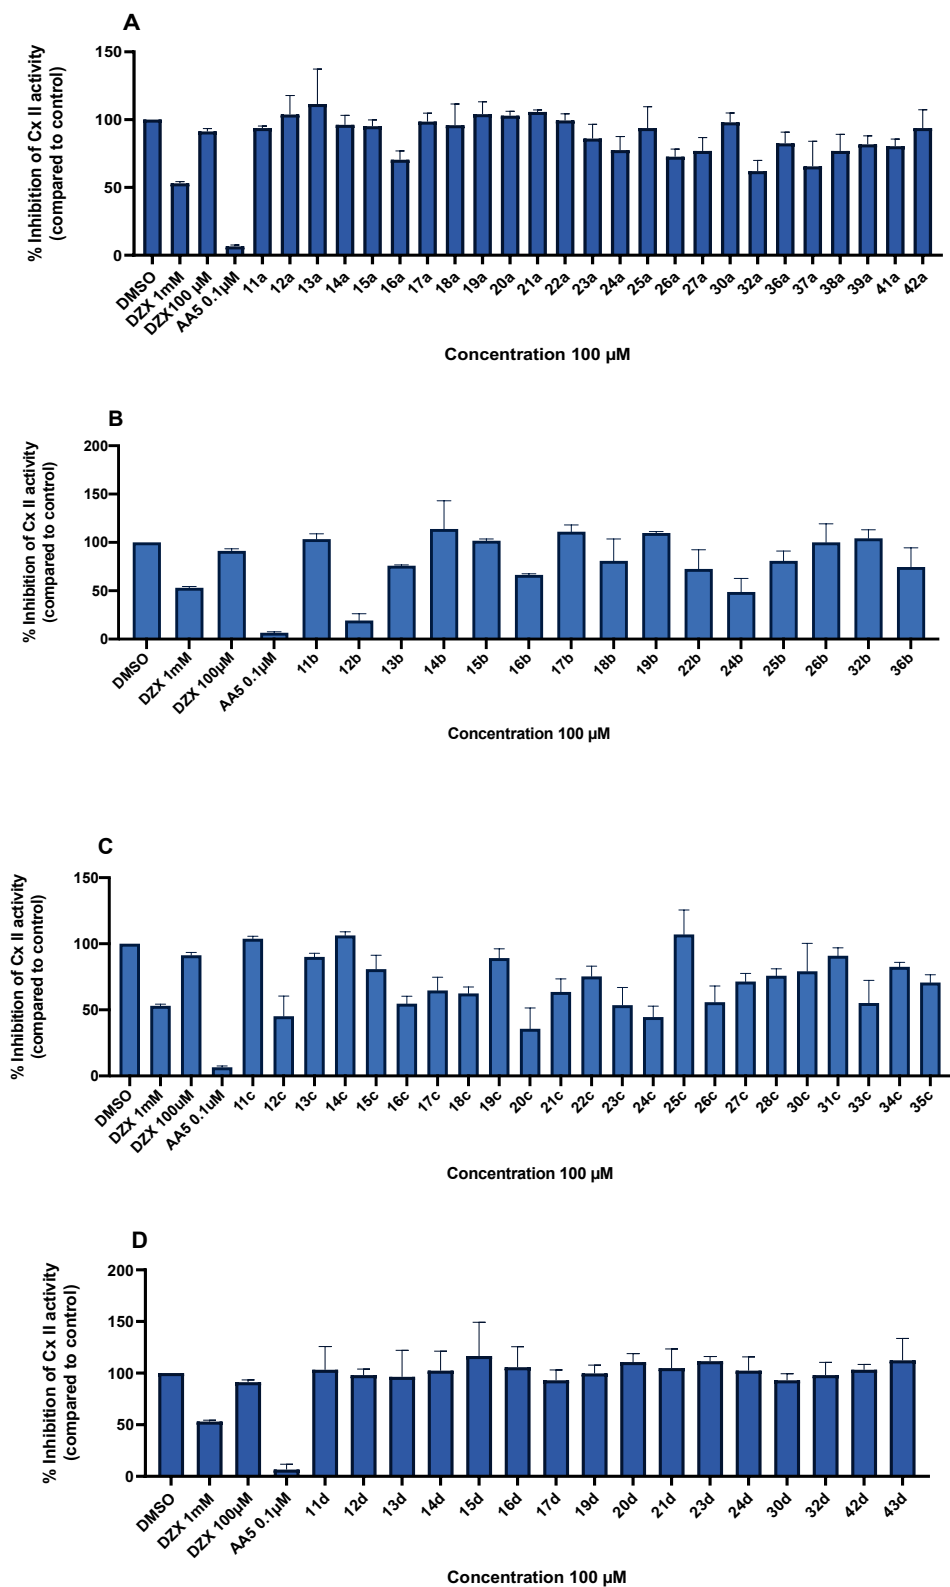 A
% Inhibition of Cx II activity
(compared to control)
150
100
50
0
DMSO
DZX 1mM
DZX100 µM
AA5 0.1µM
11a
12a
13a
14a
15a
16a
17a
18a
19a
20a
21a
22a
23a
24a
25a
26a
27a
30a
32a
36a
37a
38a
39a
41a
42a
Concentration 100 µM
B
% Inhibition of Cx II activity
(compared to control)
200
150
100
50
0
DMSO
DZX 1mM
DZX 100µM
AA5 0.1µM
11b
12b
13b
14b
15b
16b
17b
18b
19b
22b
24b
25b
26b
32b
36b
Concentration 100 µM
C
% Inhibition of Cx II activity
(compared to control)
150
100
50
0
DMSO
DZX 1mM
DZX 100uM
AA5 0.1uM
11c
12c
13c
14c
15c
16c
17c
18c
19c
20c
21c
22c
23c
24c
25c
26c
27c
28c
30c
31c
33c
34c
35c
Concentration 100 µM
D
% Inhibition of Cx II activity
(compared to control)
200
150
100
50
0
DMSO
DZX 1mM
DZX 100µM
AA5 0.1µM
11d
12d
13d
14d
15d
16d
17d
19d
20d
21d
23d
24d
30d
32d
42d
43d
Concentration 100 µM